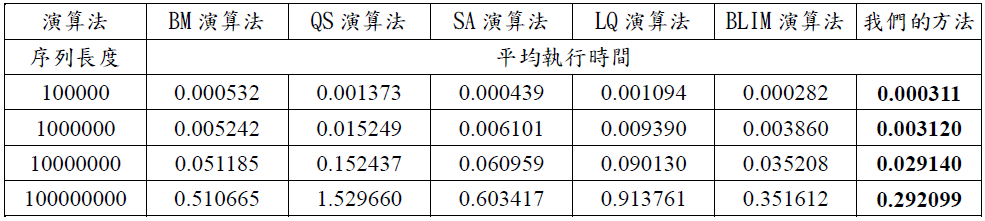 演算法 BM 演算法 QS 演算法 SA 演算法 LQ 演算法 BLIM 演算法 我們的方法
序列長度 平均執行時間
100000 0.000532 0.001373 0.000439 0.001094 0.000282 0.000311
1000000 0.005242 0.015249 0.006101 0.009390 0.003860 0.003120
10000000 0.051185 0.152437 0.060959 0.090130 0.035208 0.029140
100000000 0.510665 1.529660 0.603417 0.913761 0.351612 0.292099